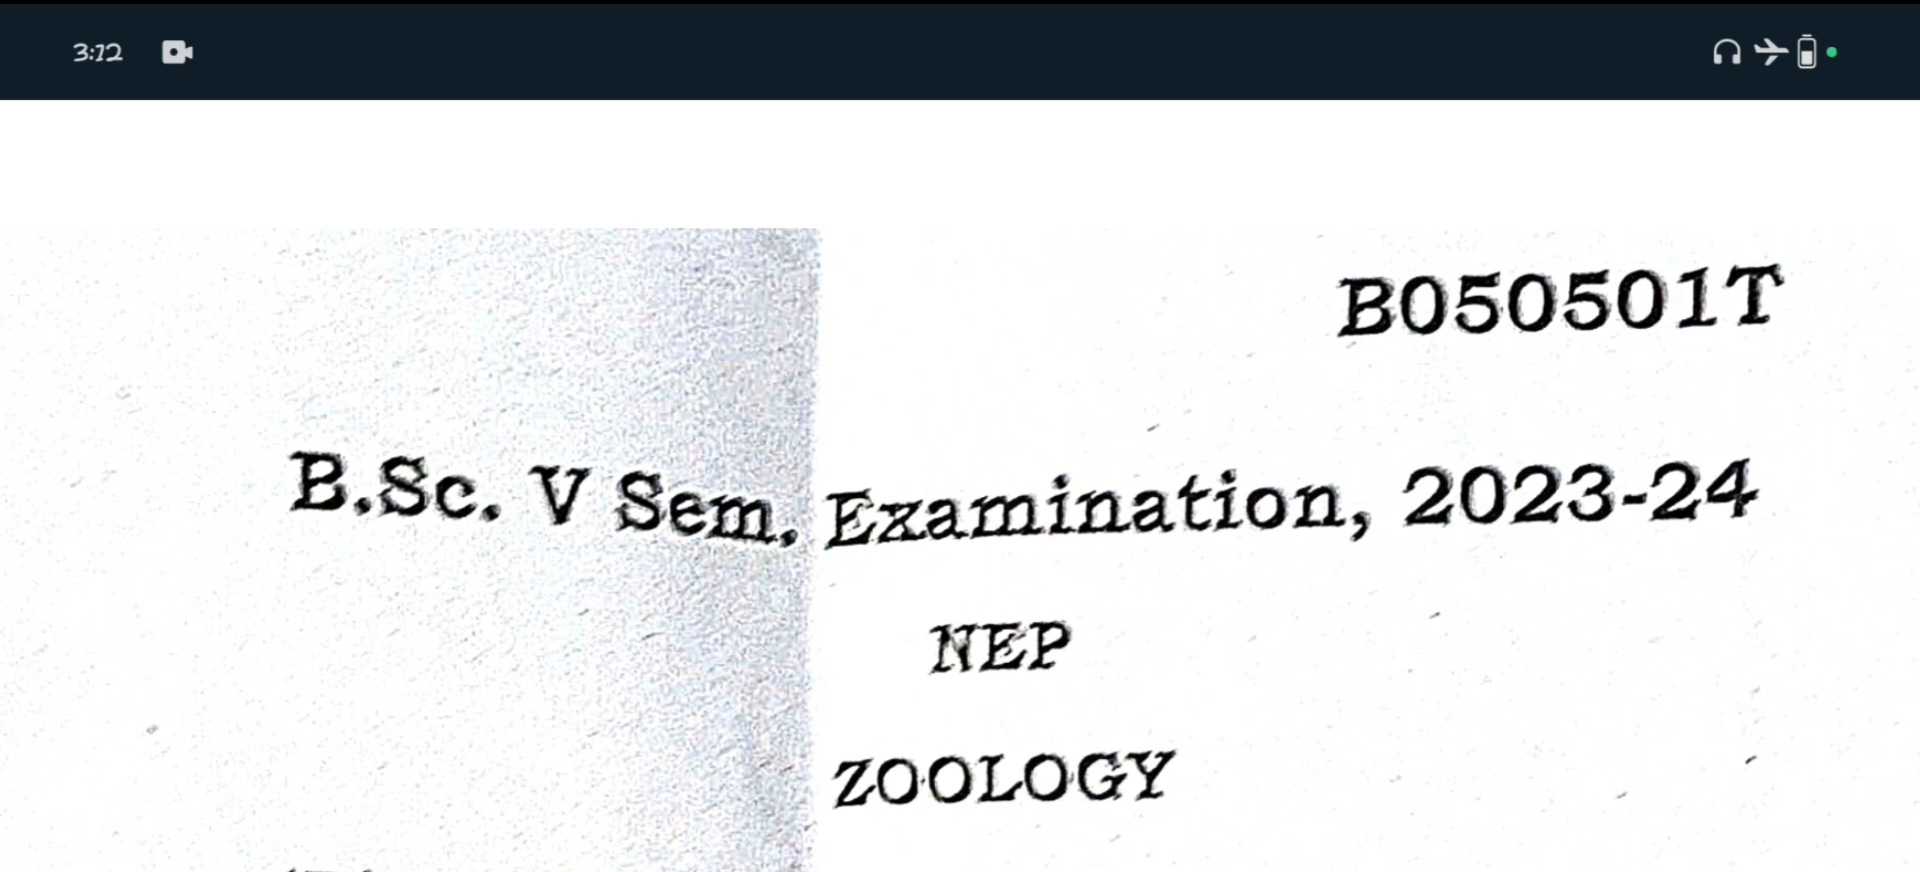 3:12
B050501T
B.Sc. V Sem. Examination, 2023-24
NEP
ZOOLOGY